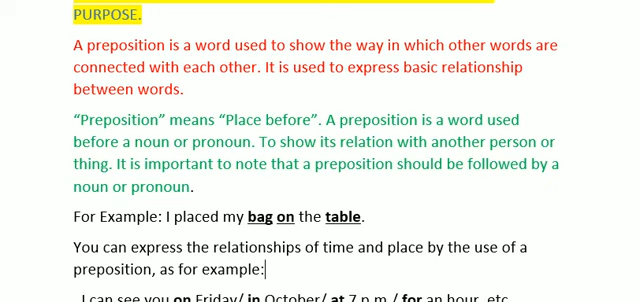 PURPOSE.
A preposition is a word used to show the way in which other words are
connected with each other. It is used to express basic relationship
between words.
“Preposition” means “Place before”. A preposition is a word used
before a noun or pronoun. To show its relation with another person or
thing. It is important to note that a preposition should be followed by a
noun or pronoun.
For Example: I placed my bag on the table.
You can express the relationships of time and place by the use of a
preposition, as for example:
I can see you on Friday/ in October/ at 7 p.m./ for an hour, etc